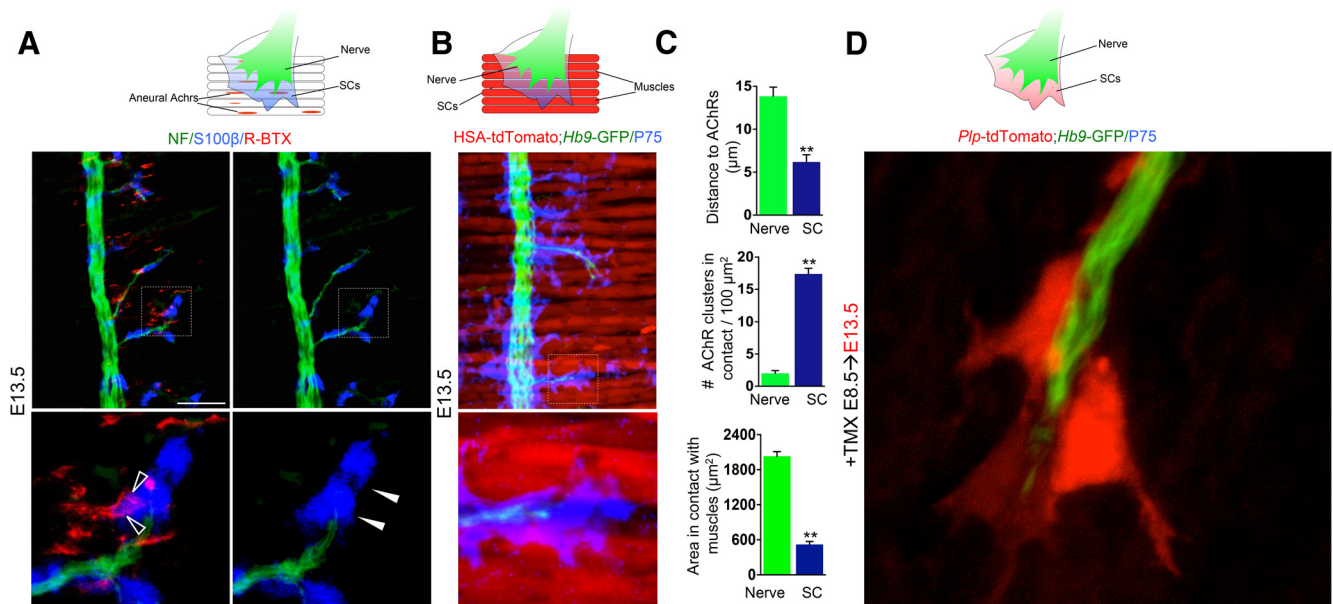 A
Nerve
Aneural Achrs
SCs
NF/S100β/R-BTX
E13.5
B
Nerve
SCs
Muscles
HSA-tdTomato;Hb9-GFP/P75
E13.5
C
Distance to AChRs
(μm)
15
10
5
0
**
Nerve
SC
# AChR clusters in
contact / 100 μm²
20
15
10
5
0
**
Nerve
SC
Area in contact with
muscles (μm²)
2400
1800
1200
600
0
**
Nerve
SC
D
Nerve
SCs
Plp-tdTomato;Hb9-GFP/P75
+TMX E8.5→E13.5